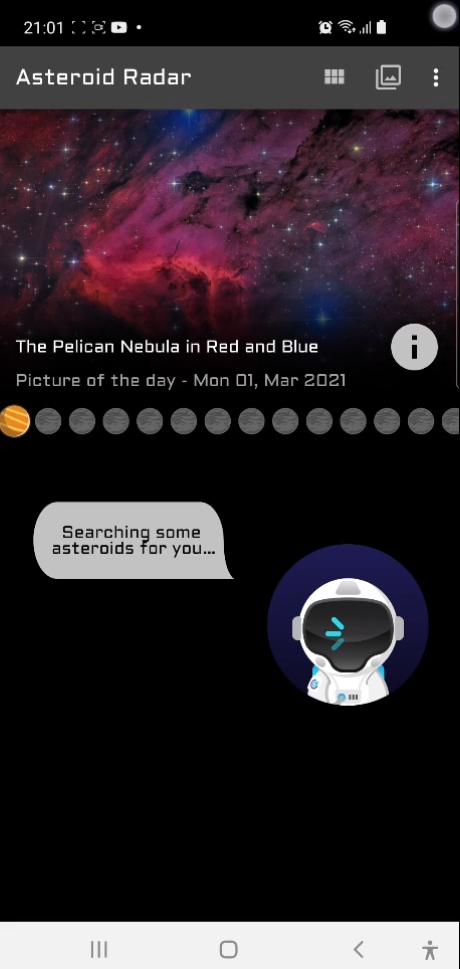 21:01
Asteroid Radar
The Pelican Nebula in Red and Blue
Picture of the day - Mon 01, Mar 2021
Searching some
asteroids for you...